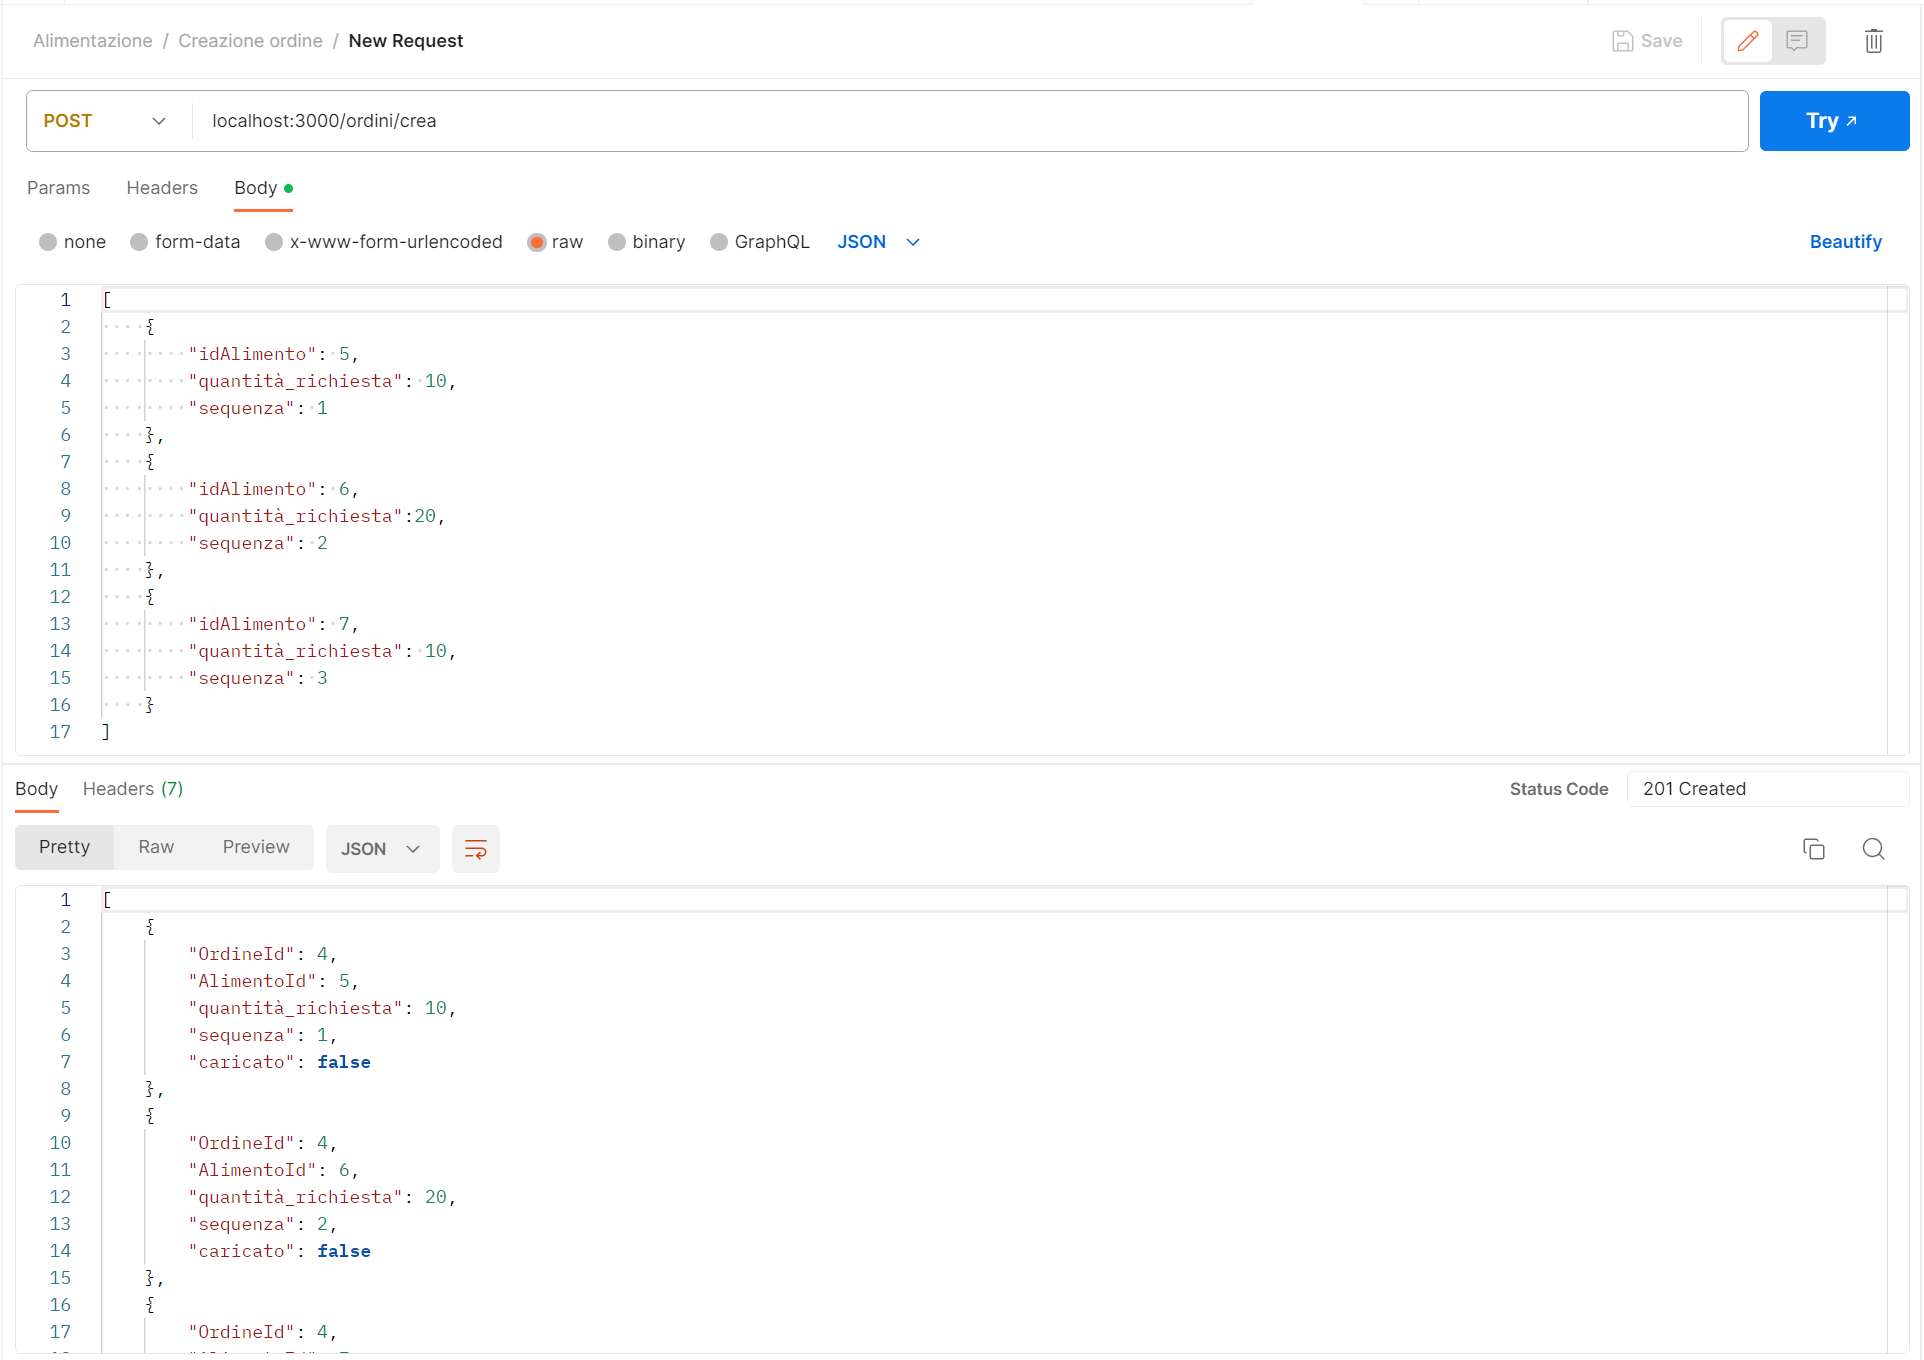 Alimentazione / Creazione ordine / New Request
Save
POST localhost:3000/ordini/crea
Try
Params Headers Body
none form-data x-www-form-urlencoded raw binary GraphQL JSON Beautify
1 [
2 {
3 "idAlimento": 5,
4 "quantità_richiesta": 10,
5 "sequenza": 1
6 },
7 {
8 "idAlimento": 6,
9 "quantità_richiesta":20,
10 "sequenza": 2
11 },
12 {
13 "idAlimento": 7,
14 "quantità_richiesta": 10,
15 "sequenza": 3
16 }
17 ]
Body Headers (7) Status Code 201 Created
Pretty Raw Preview JSON
1 [
2 {
3 "OrdineId": 4,
4 "AlimentoId": 5,
5 "quantità_richiesta": 10,
6 "sequenza": 1,
7 "caricato": false
8 },
9 {
10 "OrdineId": 4,
11 "AlimentoId": 6,
12 "quantità_richiesta": 20,
13 "sequenza": 2,
14 "caricato": false
15 },
16 {
17 "OrdineId": 4,